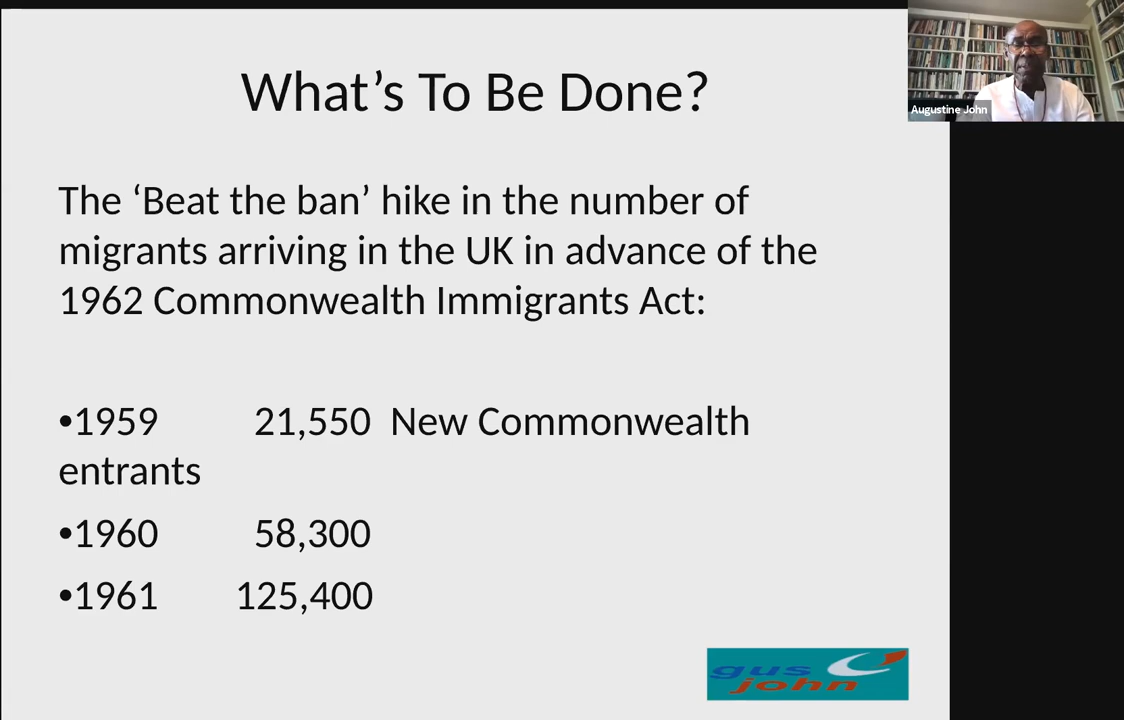 What’s To Be Done?
Augustine John
The ‘Beat the ban’ hike in the number of
migrants arriving in the UK in advance of the
1962 Commonwealth Immigrants Act:
•1959 21,550 New Commonwealth
entrants
•1960 58,300
•1961 125,400
gus
john